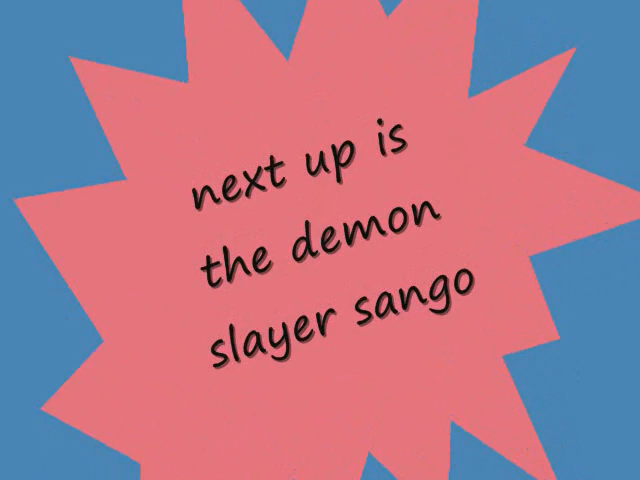 next up is
the demon
slayer sango